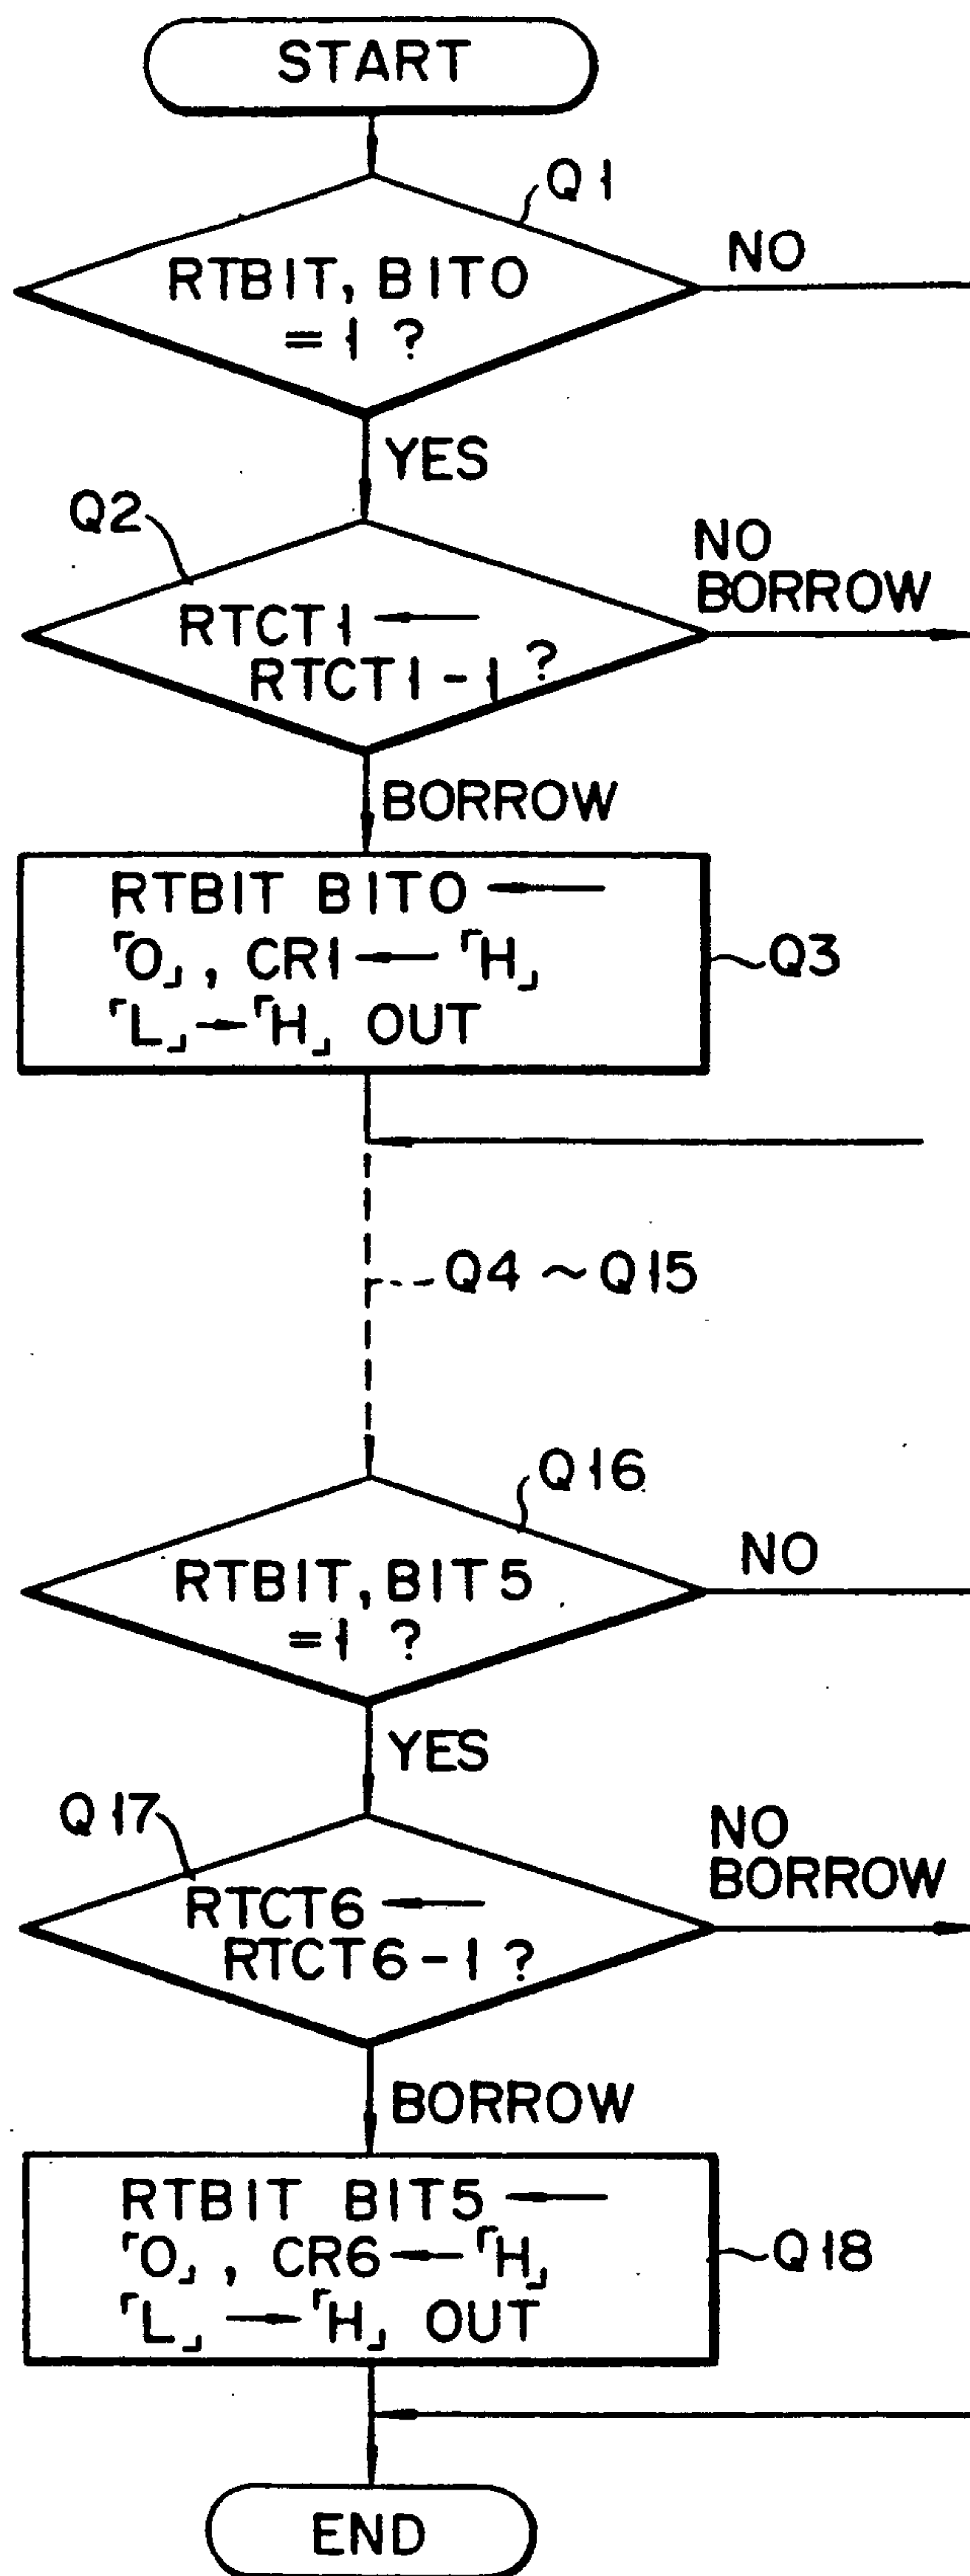 START
Q1
RTBIT, BIT0
=1 ?
NO
YES
Q2
NO
BORROW
RTCT1 ←
RTCT1-1 ?
BORROW
RTBIT BIT0 ←
「0」, CR1 ← 「H」
「L」→「H」 OUT
Q3
Q4 ~ Q15
Q16
RTBIT, BIT5
=1 ?
NO
YES
Q17
NO
BORROW
RTCT6 ←
RTCT6-1 ?
BORROW
RTBIT BIT5 ←
「0」, CR6 ← 「H」
「L」 → 「H」 OUT
Q18
END